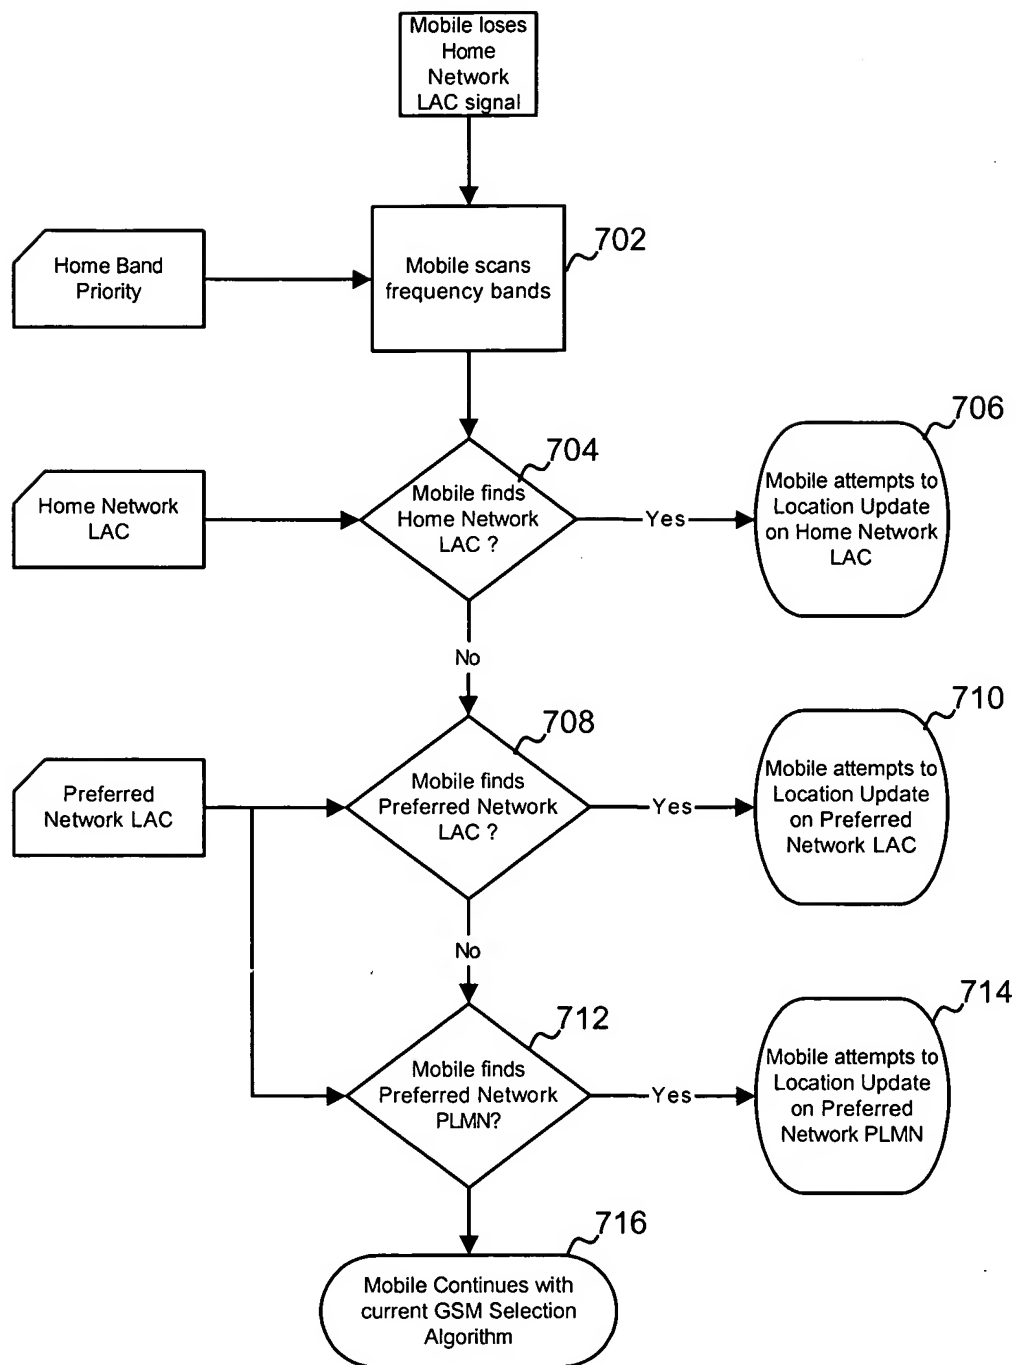 Mobile loses
Home
Network
LAC signal
702
Home Band
Priority
Mobile scans
frequency bands
706
704
Home Network
LAC
Mobile finds
Home Network
LAC ?
Yes
Mobile attempts to
Location Update
on Home Network
LAC
No
710
708
Preferred
Network LAC
Mobile finds
Preferred Network
LAC ?
Yes
Mobile attempts to
Location Update
on Preferred
Network LAC
No
714
712
Mobile finds
Preferred Network
PLMN?
Yes
Mobile attempts to
Location Update
on Preferred
Network PLMN
716
Mobile Continues with
current GSM Selection
Algorithm